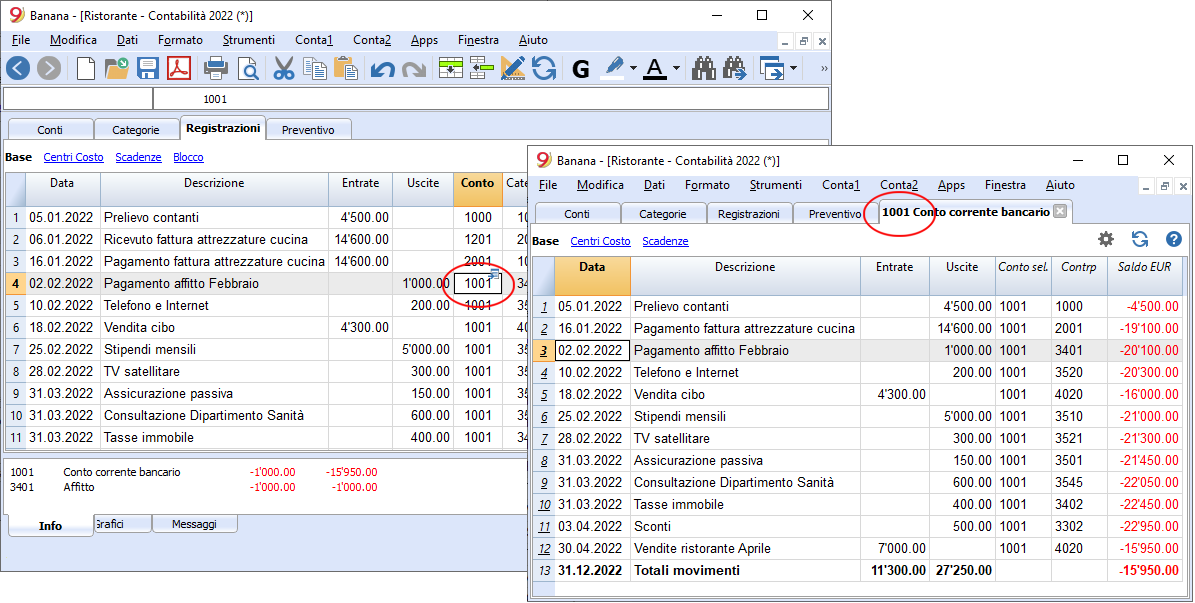 Banana - [Ristorante - Contabilità 2022 (*)]
File Modifica Dati Formato Strumenti Conta1 Conta2 Apps Finestra Aiuto
G A »
1001
Conti Categorie Registrazioni Preventivo
Base Centri Costo Scadenze Blocco
Data Descrizione Entrate Uscite Conto Cate
1 05.01.2022 Prelievo contanti 4'500.00 1000 10
2 06.01.2022 Ricevuto fattura attrezzature cucina 14'600.00 1201 20
3 16.01.2022 Pagamento fattura attrezzature cucina 14'600.00 2001 10
4 02.02.2022 Pagamento affitto Febbraio 1'000.00 1001 34
5 10.02.2022 Telefono e Internet 200.00 1001 35
6 18.02.2022 Vendita cibo 4'300.00 1001 40
7 25.02.2022 Stipendi mensili 5'000.00 1001 35
8 28.02.2022 TV satellitare 300.00 1001 35
9 31.03.2022 Assicurazione passiva 150.00 1001 35
10 31.03.2022 Consultazione Dipartimento Sanità 600.00 1001 35
11 31.03.2022 Tasse immobile 400.00 1001 34
1001 Conto corrente bancario -1'000.00 -15'950.00
3401 Affitto -1'000.00 -1'000.00
Info Grafici Messaggi
Banana - [Ristorante - Contabilità 2022 (*)]
File Modifica Dati Formato Strumenti Conta1 Conta2 Apps Finestra Aiuto
Conti Categorie Registrazioni Preventivo 1001 Conto corrente bancario
Base Centri Costo Scadenze
Data Descrizione Entrate Uscite Conto sel. Contrp Saldo EUR
1 05.01.2022 Prelievo contanti 4'500.00 1001 1000 -4'500.00
2 16.01.2022 Pagamento fattura attrezzature cucina 14'600.00 1001 2001 -19'100.00
3 02.02.2022 Pagamento affitto Febbraio 1'000.00 1001 3401 -20'100.00
4 10.02.2022 Telefono e Internet 200.00 1001 3520 -20'300.00
5 18.02.2022 Vendita cibo 4'300.00 1001 4020 -16'000.00
6 25.02.2022 Stipendi mensili 5'000.00 1001 3510 -21'000.00
7 28.02.2022 TV satellitare 300.00 1001 3521 -21'300.00
8 31.03.2022 Assicurazione passiva 150.00 1001 3501 -21'450.00
9 31.03.2022 Consultazione Dipartimento Sanità 600.00 1001 3545 -22'050.00
10 31.03.2022 Tasse immobile 400.00 1001 3402 -22'450.00
11 03.04.2022 Sconti 500.00 1001 3302 -22'950.00
12 30.04.2022 Vendite ristorante Aprile 7'000.00 1001 4020 -15'950.00
13 31.12.2022 Totali movimenti 11'300.00 27'250.00 -15'950.00